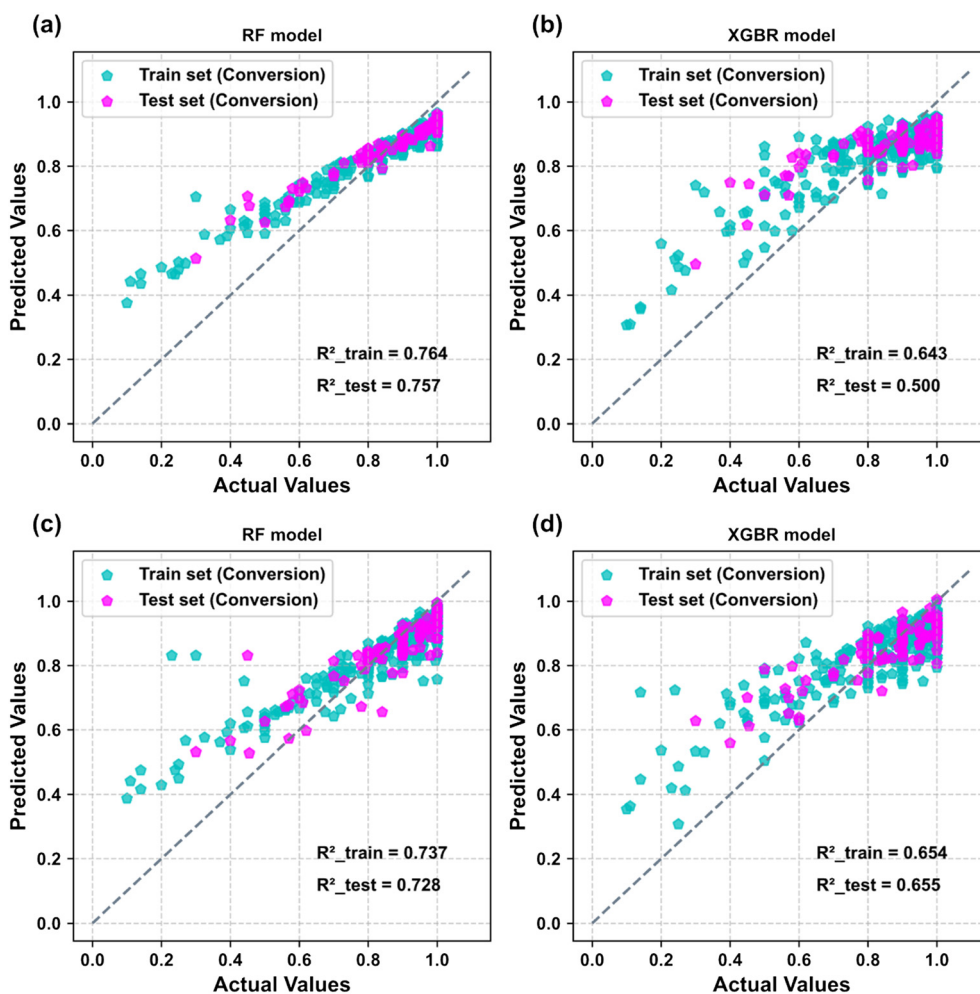 (a)
RF model
Train set (Conversion)
Test set (Conversion)
Predicted Values
1.0
0.8
0.6
0.4
0.2
0.0
R²_train = 0.764
R²_test = 0.757
0.0 0.2 0.4 0.6 0.8 1.0
Actual Values
(b)
XGBR model
Train set (Conversion)
Test set (Conversion)
Predicted Values
1.0
0.8
0.6
0.4
0.2
0.0
R²_train = 0.643
R²_test = 0.500
0.0 0.2 0.4 0.6 0.8 1.0
Actual Values
(c)
RF model
Train set (Conversion)
Test set (Conversion)
Predicted Values
1.0
0.8
0.6
0.4
0.2
0.0
R²_train = 0.737
R²_test = 0.728
0.0 0.2 0.4 0.6 0.8 1.0
Actual Values
(d)
XGBR model
Train set (Conversion)
Test set (Conversion)
Predicted Values
1.0
0.8
0.6
0.4
0.2
0.0
R²_train = 0.654
R²_test = 0.655
0.0 0.2 0.4 0.6 0.8 1.0
Actual Values